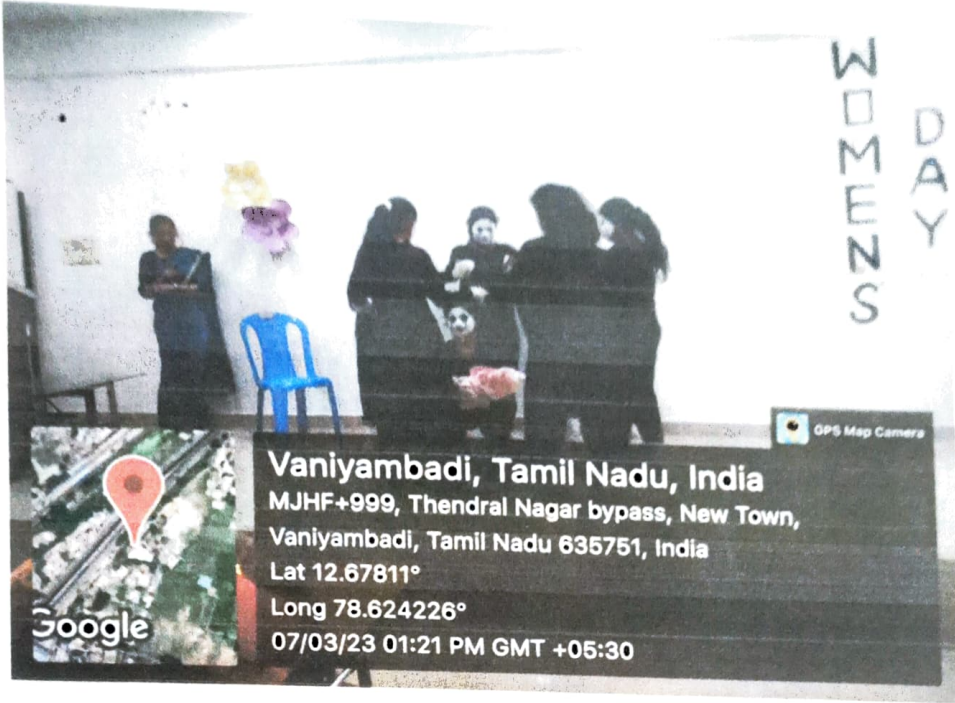 WOMENS
DAY
GPS Map Camera
Vaniyambadi, Tamil Nadu, India
MJHF+999, Thendral Nagar bypass, New Town,
Vaniyambadi, Tamil Nadu 635751, India
Lat 12.67811°
Long 78.624226°
07/03/23 01:21 PM GMT +05:30
Google